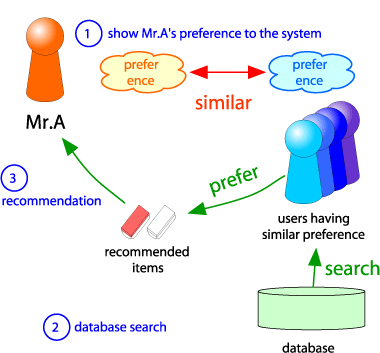 1 show Mr.A's preference to the system
prefer
ence
prefer
ence
similar
Mr.A
3
recommendation
prefer
users having
similar preference
recommended
items
search
2 database search
database